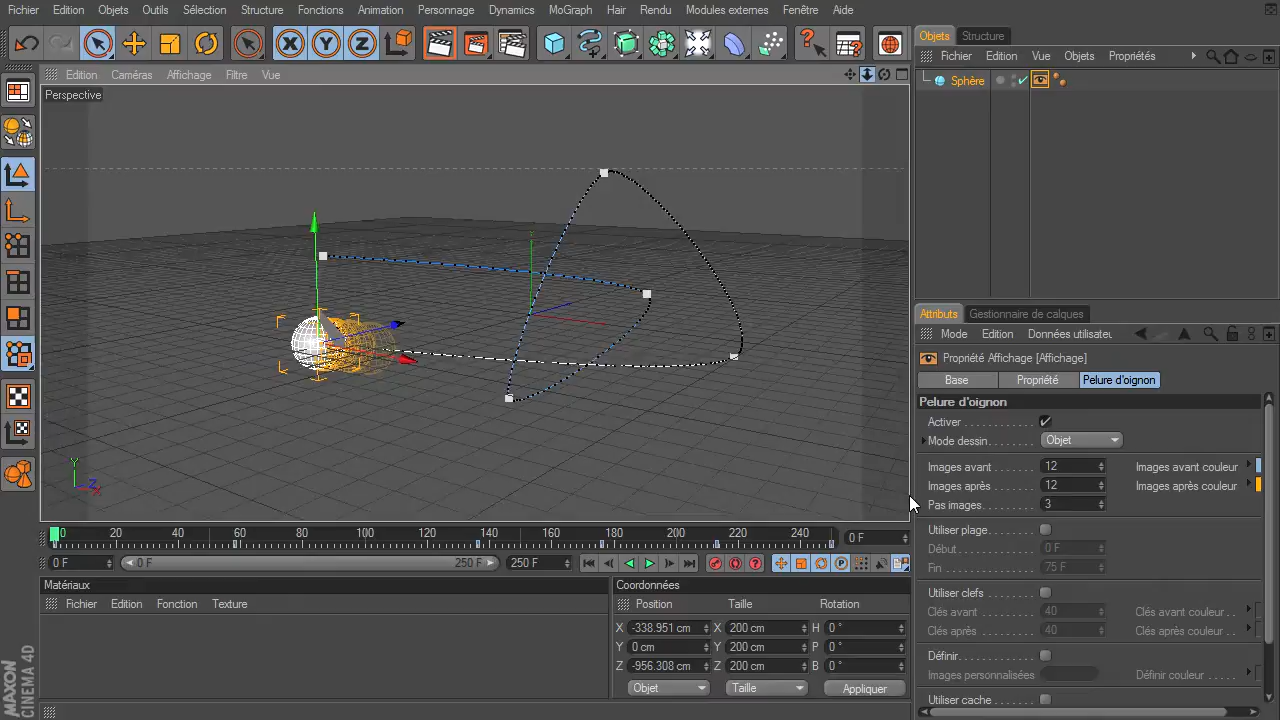 Fichier Edition Objets Outils Sélection Structure Fonctions Animation Personnage Dynamics MoGraph Hair Rendu Modules externes Fenêtre Aide
Edition Caméras Affichage Filtre Vue
Perspective
Y
Y
Z
X
0 20 40 60 80 100 120 140 160 180 200 220 240 0 F
0 F 0 F 250 F 250 F
Matériaux
Fichier Edition Fonction Texture
Coordonnées
Position Taille Rotation
X -338.951 cm X 200 cm H 0 °
Y 0 cm Y 200 cm P 0 °
Z -956.308 cm Z 200 cm B 0 °
Objet Taille Appliquer
MAXON
CINEMA 4D
Objets Structure
Fichier Edition Vue Objets Propriétés
Sphère
Attributs Gestionnaire de calques
Mode Edition Données utilisateu
Propriété Affichage [Affichage]
Base Propriété Pelure d'oignon
Pelure d'oignon
Activer
Mode dessin Objet
Images avant 12 Images avant couleur
Images après 12 Images après couleur
Pas images 3
Utiliser plage
Début 0 F
Fin 75 F
Utiliser clefs
Clés avant 40 Clés avant couleur
Clés après 40 Clés après couleur
Définir
Images personnalisées Définir couleur
Utiliser cache